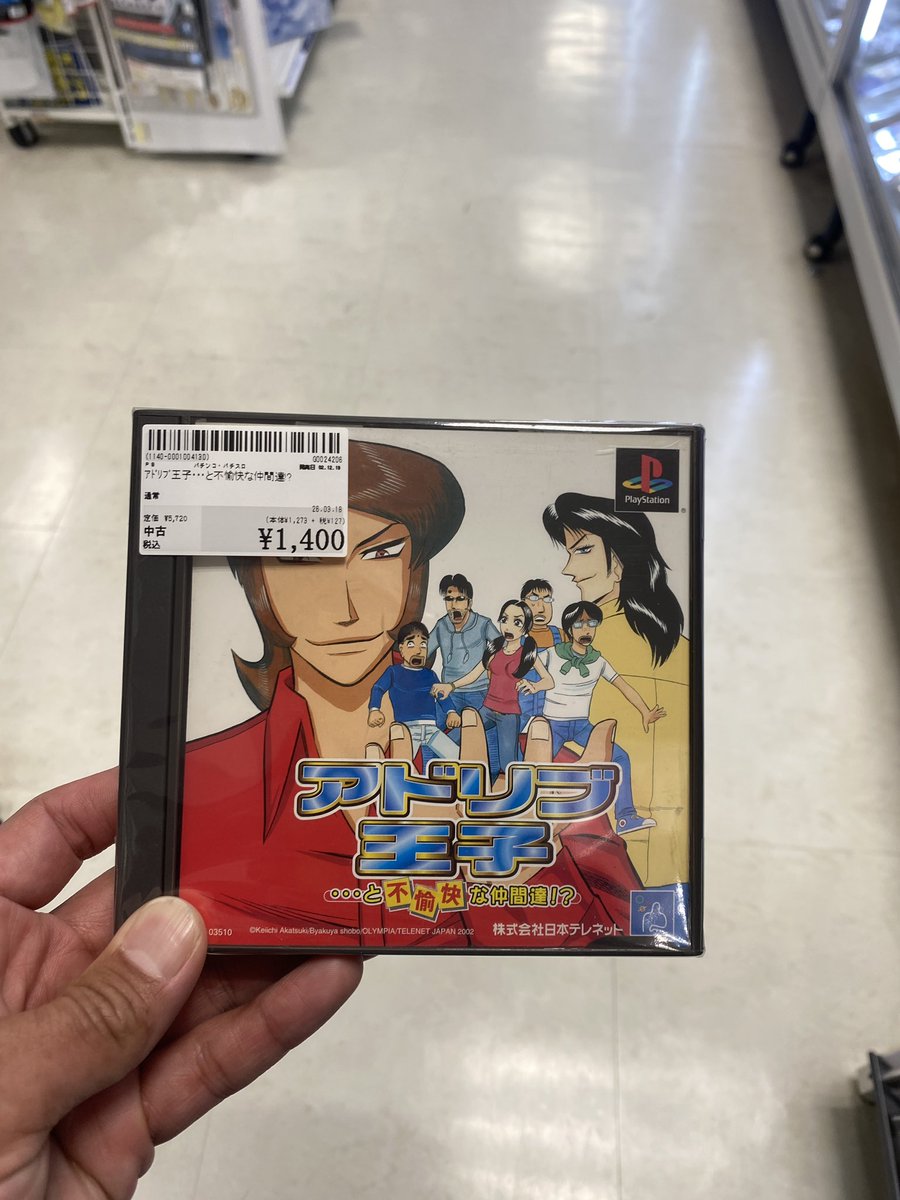 (1140-0001004130) G0024206
PS パチンコ・パチスロ 発売日 02.12.19
アドリブ王子・・・と不愉快な仲間達!?
通常
26.03.18
定価 ¥5,720 (本体¥1,273 + 税¥127)
中古
税込 ¥1,400
PlayStation
アドリブ
王子
・・・と不愉快な仲間達!?
03510 ©Keiichi Akatsuki/Byakuya shobo/OLYMPIA/TELENET JAPAN 2002 株式会社日本テレネット